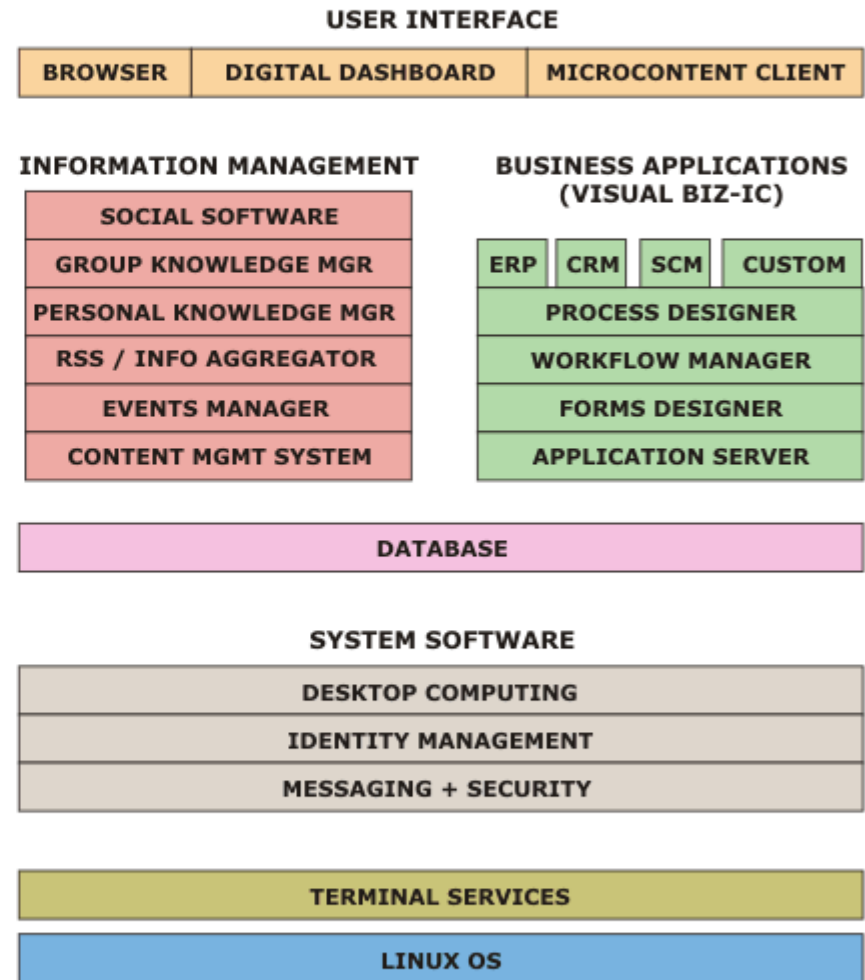 USER INTERFACE
BROWSER DIGITAL DASHBOARD MICROCONTENT CLIENT
INFORMATION MANAGEMENT
SOCIAL SOFTWARE
GROUP KNOWLEDGE MGR
PERSONAL KNOWLEDGE MGR
RSS / INFO AGGREGATOR
EVENTS MANAGER
CONTENT MGMT SYSTEM
BUSINESS APPLICATIONS
(VISUAL BIZ-IC)
ERP CRM SCM CUSTOM
PROCESS DESIGNER
WORKFLOW MANAGER
FORMS DESIGNER
APPLICATION SERVER
DATABASE
SYSTEM SOFTWARE
DESKTOP COMPUTING
IDENTITY MANAGEMENT
MESSAGING + SECURITY
TERMINAL SERVICES
LINUX OS